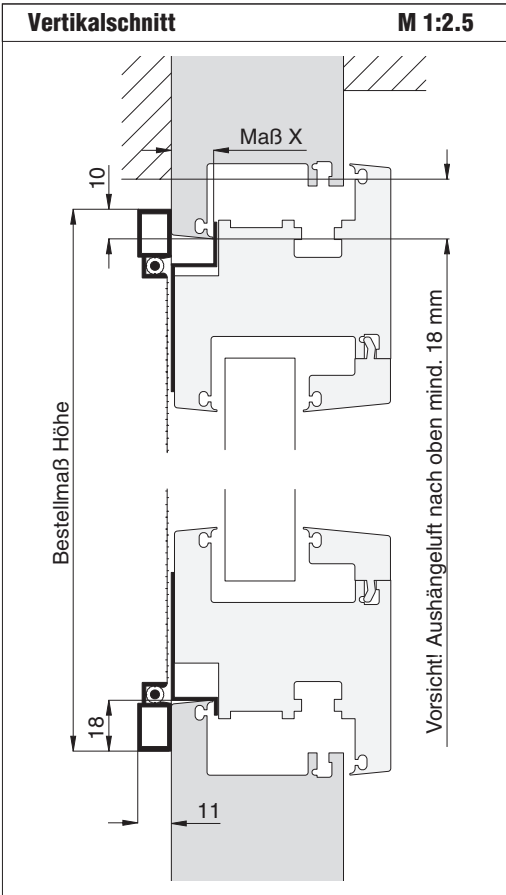 Vertikalschnitt M 1:2.5
Maß X
10
Bestellmaß Höhe
Vorsicht! Aushängeluft nach oben mind. 18 mm
18
11